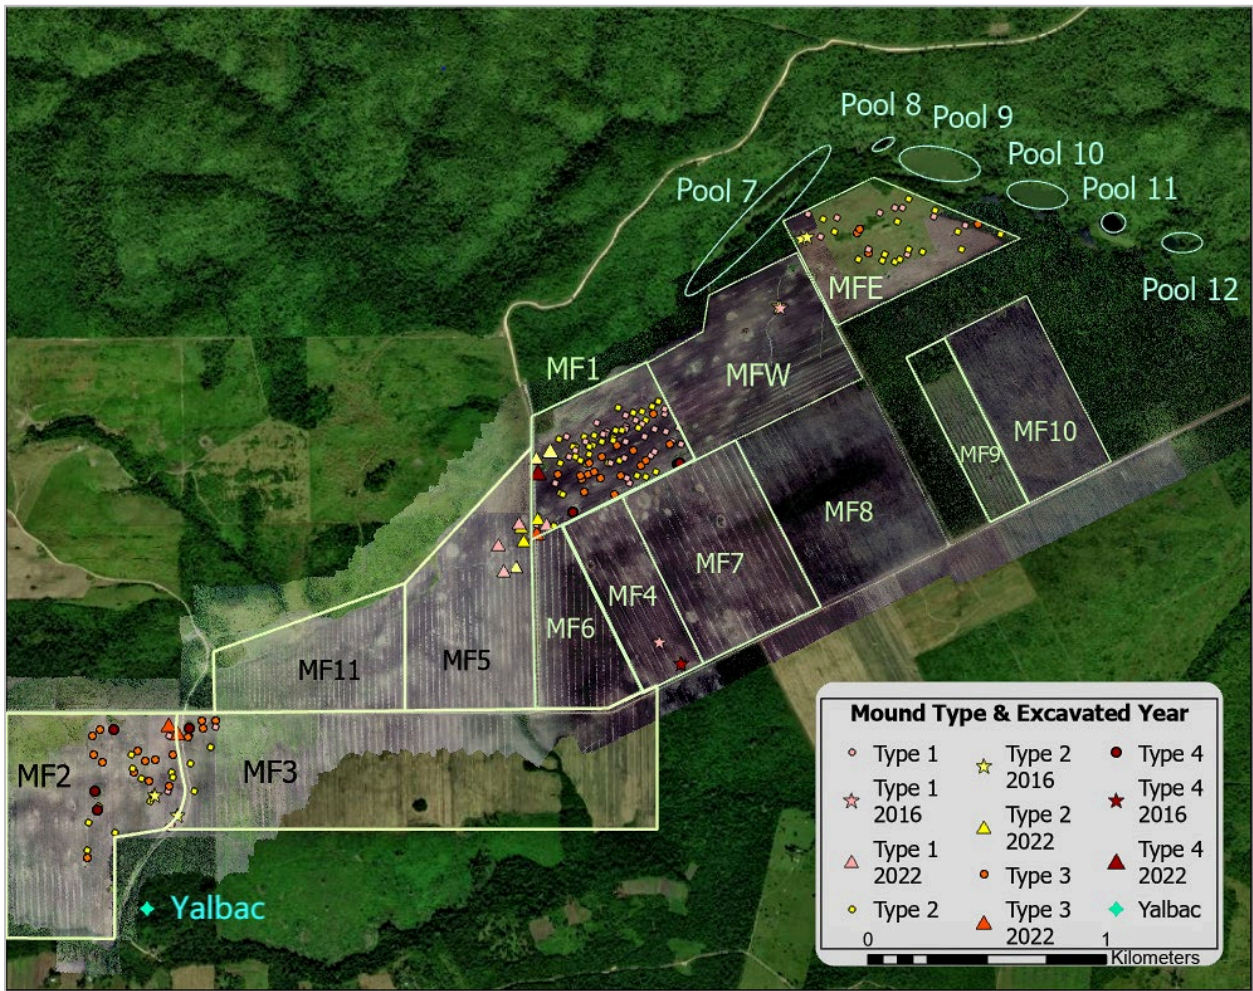 Pool 8
Pool 9
Pool 10
Pool 7
Pool 11
Pool 12
MFE
MF1
MFW
MF9
MF10
MF8
MF7
MF4
MF6
MF5
MF11
MF2
MF3
Yalbac
Mound Type & Excavated Year
Type 1
Type 1
2016
Type 1
2022
Type 2
Type 2
2016
Type 2
2022
Type 3
Type 3
2022
Type 4
Type 4
2016
Type 4
2022
Yalbac
0 1
Kilometers